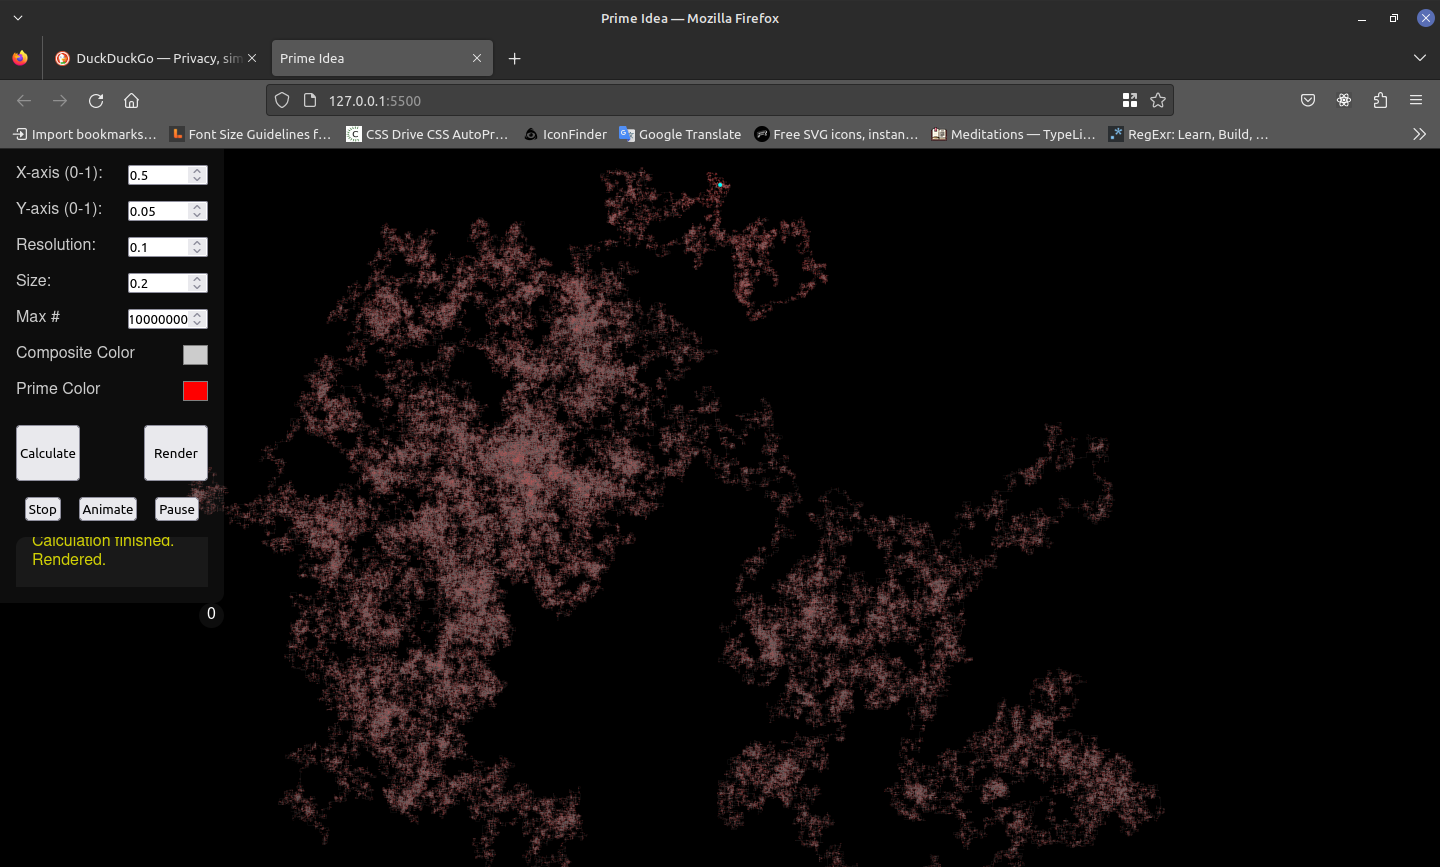 Prime Idea — Mozilla Firefox
DuckDuckGo — Privacy, sim
Prime Idea
127.0.0.1:5500
Import bookmarks…
Font Size Guidelines f…
CSS Drive CSS AutoPr…
IconFinder
Google Translate
Free SVG icons, instan…
Meditations — TypeLi…
RegExr: Learn, Build, …
X-axis (0-1): 0.5
Y-axis (0-1): 0.05
Resolution: 0.1
Size: 0.2
Max # 10000000
Composite Color
Prime Color
Calculate Render
Stop Animate Pause
Calculation finished.
Rendered.
0